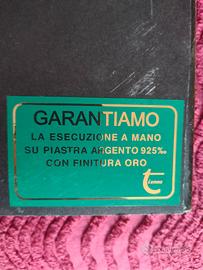 GARANTIAMO
LA ESECUZIONE A MANO
SU PIASTRA ARGENTO 925‰
CON FINITURA ORO